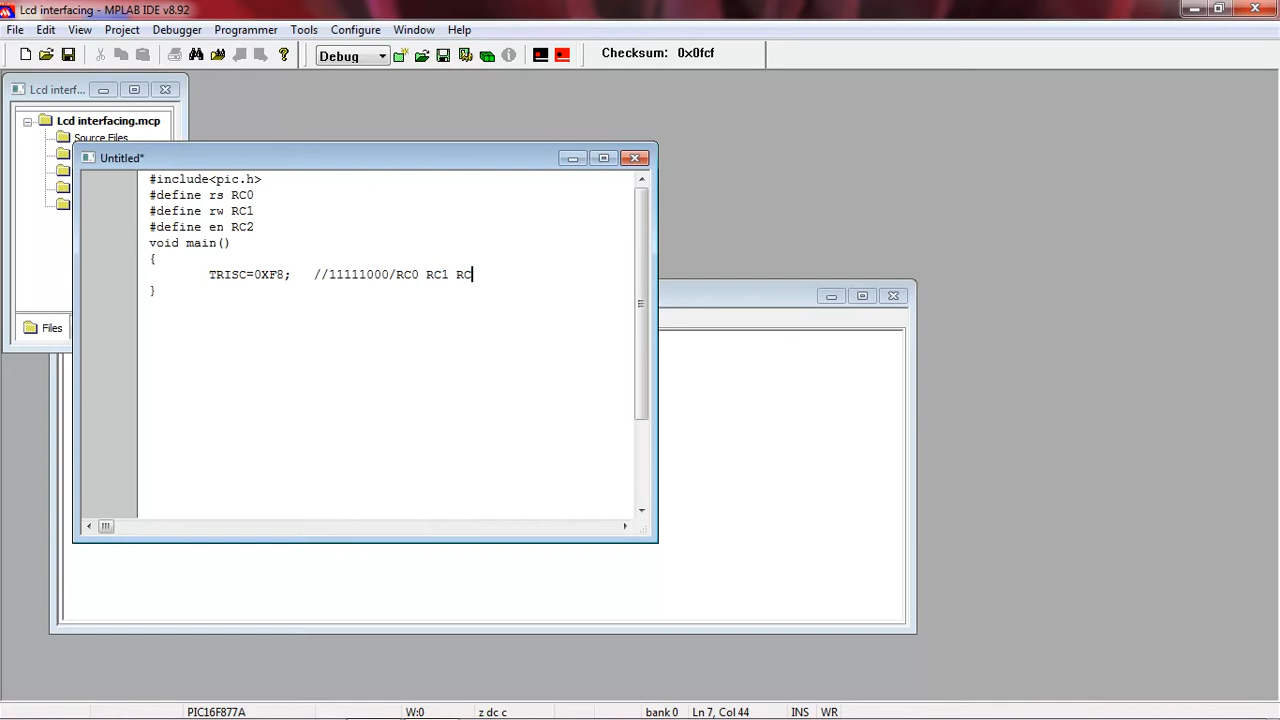 Lcd interfacing - MPLAB IDE v8.92
File Edit View Project Debugger Programmer Tools Configure Window Help
Debug Checksum: 0x0fcf
Lcd interf...
Lcd interfacing.mcp
Source Files
Files
Untitled*
#include<pic.h>
#define rs RC0
#define rw RC1
#define en RC2
void main()
{
TRISC=0XF8; //11111000/RC0 RC1 RC
}
PIC16F877A W:0 z dc c bank 0 Ln 7, Col 44 INS WR